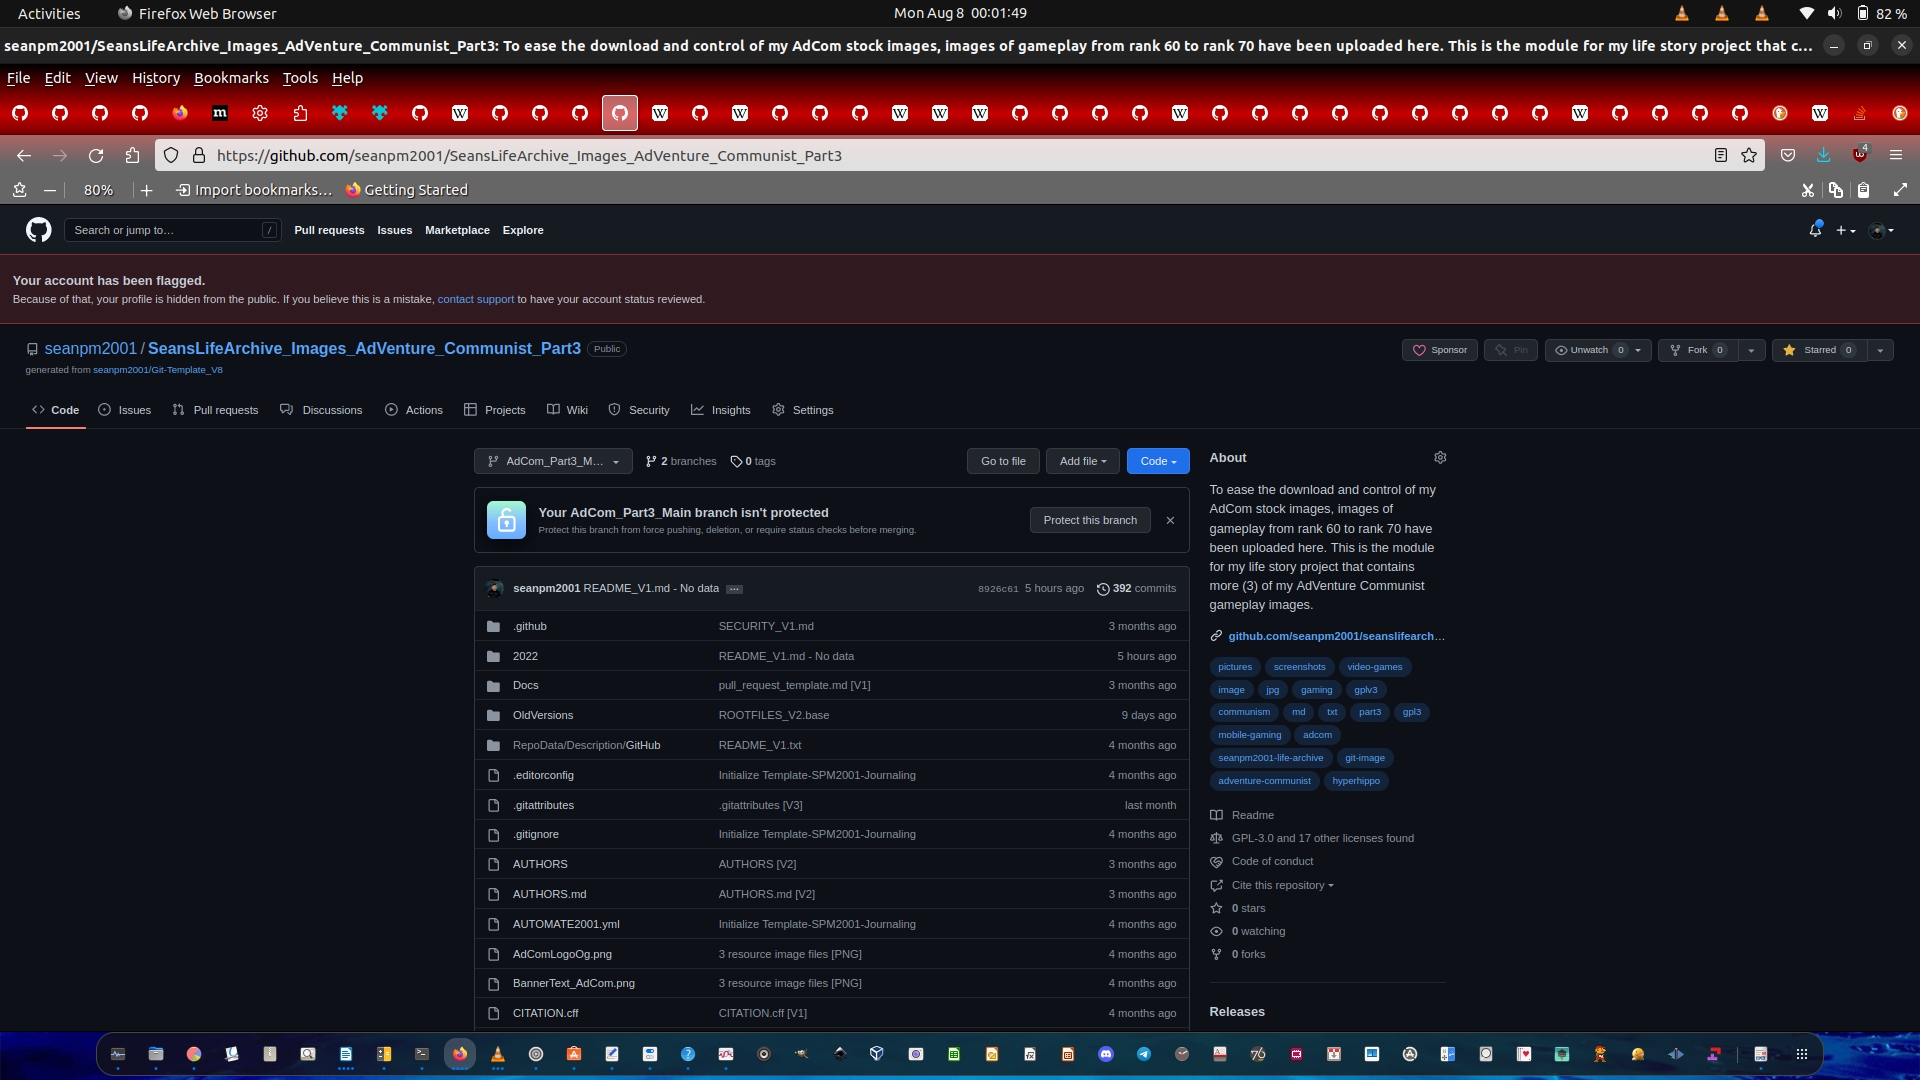 Activities
Firefox Web Browser
Mon Aug 8 00:01:49
82 %
seanpm2001/SeansLifeArchive_Images_AdVenture_Communist_Part3: To ease the download and control of my AdCom stock images, images of gameplay from rank 60 to rank 70 have been uploaded here. This is the module for my life story project that c...
File Edit View History Bookmarks Tools Help
https://github.com/seanpm2001/SeansLifeArchive_Images_AdVenture_Communist_Part3
4
80%
Import bookmarks...
Getting Started
Search or jump to...
/
Pull requests Issues Marketplace Explore
Your account has been flagged.
Because of that, your profile is hidden from the public. If you believe this is a mistake, contact support to have your account status reviewed.
seanpm2001 / SeansLifeArchive_Images_AdVenture_Communist_Part3 Public
generated from seanpm2001/Git-Template_V8
Sponsor Pin Unwatch 0 Fork 0 Starred 0
Code Issues Pull requests Discussions Actions Projects Wiki Security Insights Settings
AdCom_Part3_M... 2 branches 0 tags Go to file Add file Code
Your AdCom_Part3_Main branch isn't protected
Protect this branch from force pushing, deletion, or require status checks before merging.
Protect this branch
seanpm2001 README_V1.md - No data ... 8926c61 5 hours ago 392 commits
.github SECURITY_V1.md 3 months ago
2022 README_V1.md - No data 5 hours ago
Docs pull_request_template.md [V1] 3 months ago
OldVersions ROOTFILES_V2.base 9 days ago
RepoData/Description/GitHub README_V1.txt 4 months ago
.editorconfig Initialize Template-SPM2001-Journaling 4 months ago
.gitattributes .gitattributes [V3] last month
.gitignore Initialize Template-SPM2001-Journaling 4 months ago
AUTHORS AUTHORS [V2] 3 months ago
AUTHORS.md AUTHORS.md [V2] 3 months ago
AUTOMATE2001.yml Initialize Template-SPM2001-Journaling 4 months ago
AdComLogoOg.png 3 resource image files [PNG] 4 months ago
BannerText_AdCom.png 3 resource image files [PNG] 4 months ago
CITATION.cff CITATION.cff [V1] 4 months ago
About
To ease the download and control of my
AdCom stock images, images of
gameplay from rank 60 to rank 70 have
been uploaded here. This is the module
for my life story project that contains
more (3) of my AdVenture Communist
gameplay images.
github.com/seanpm2001/seanslifearch...
pictures screenshots video-games
image jpg gaming gplv3
communism md txt part3 gpl3
mobile-gaming adcom
seanpm2001-life-archive git-image
adventure-communist hyperhippo
Readme
GPL-3.0 and 17 other licenses found
Code of conduct
Cite this repository
0 stars
0 watching
0 forks
Releases